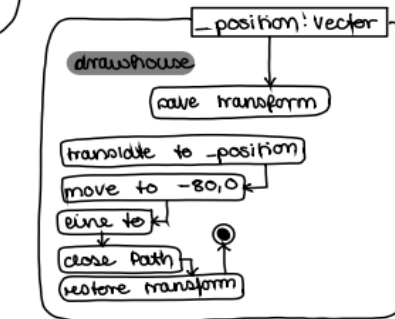 _position: Vector
drawhouse
save transform
translate to _position
move to -80,0
line to
close Path
restore transform